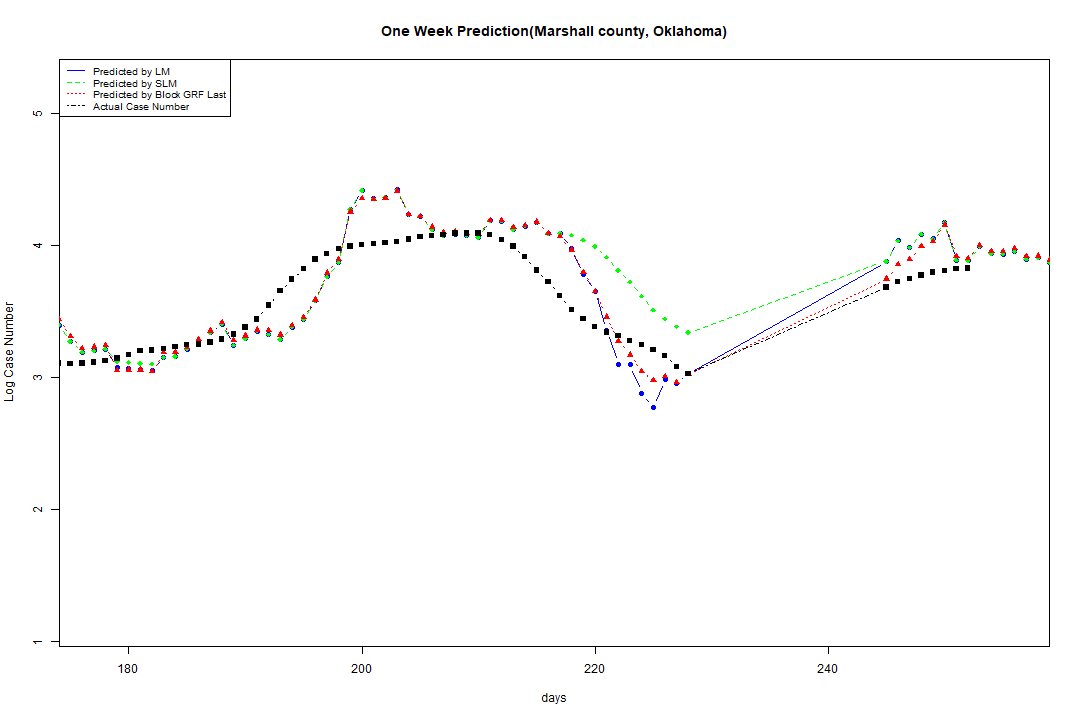 One Week Prediction(Marshall county, Oklahoma)
Predicted by LM
Predicted by SLM
Predicted by Block GRF Last
Actual Case Number
5
4
3
2
1
Log Case Number
180 200 220 240
days